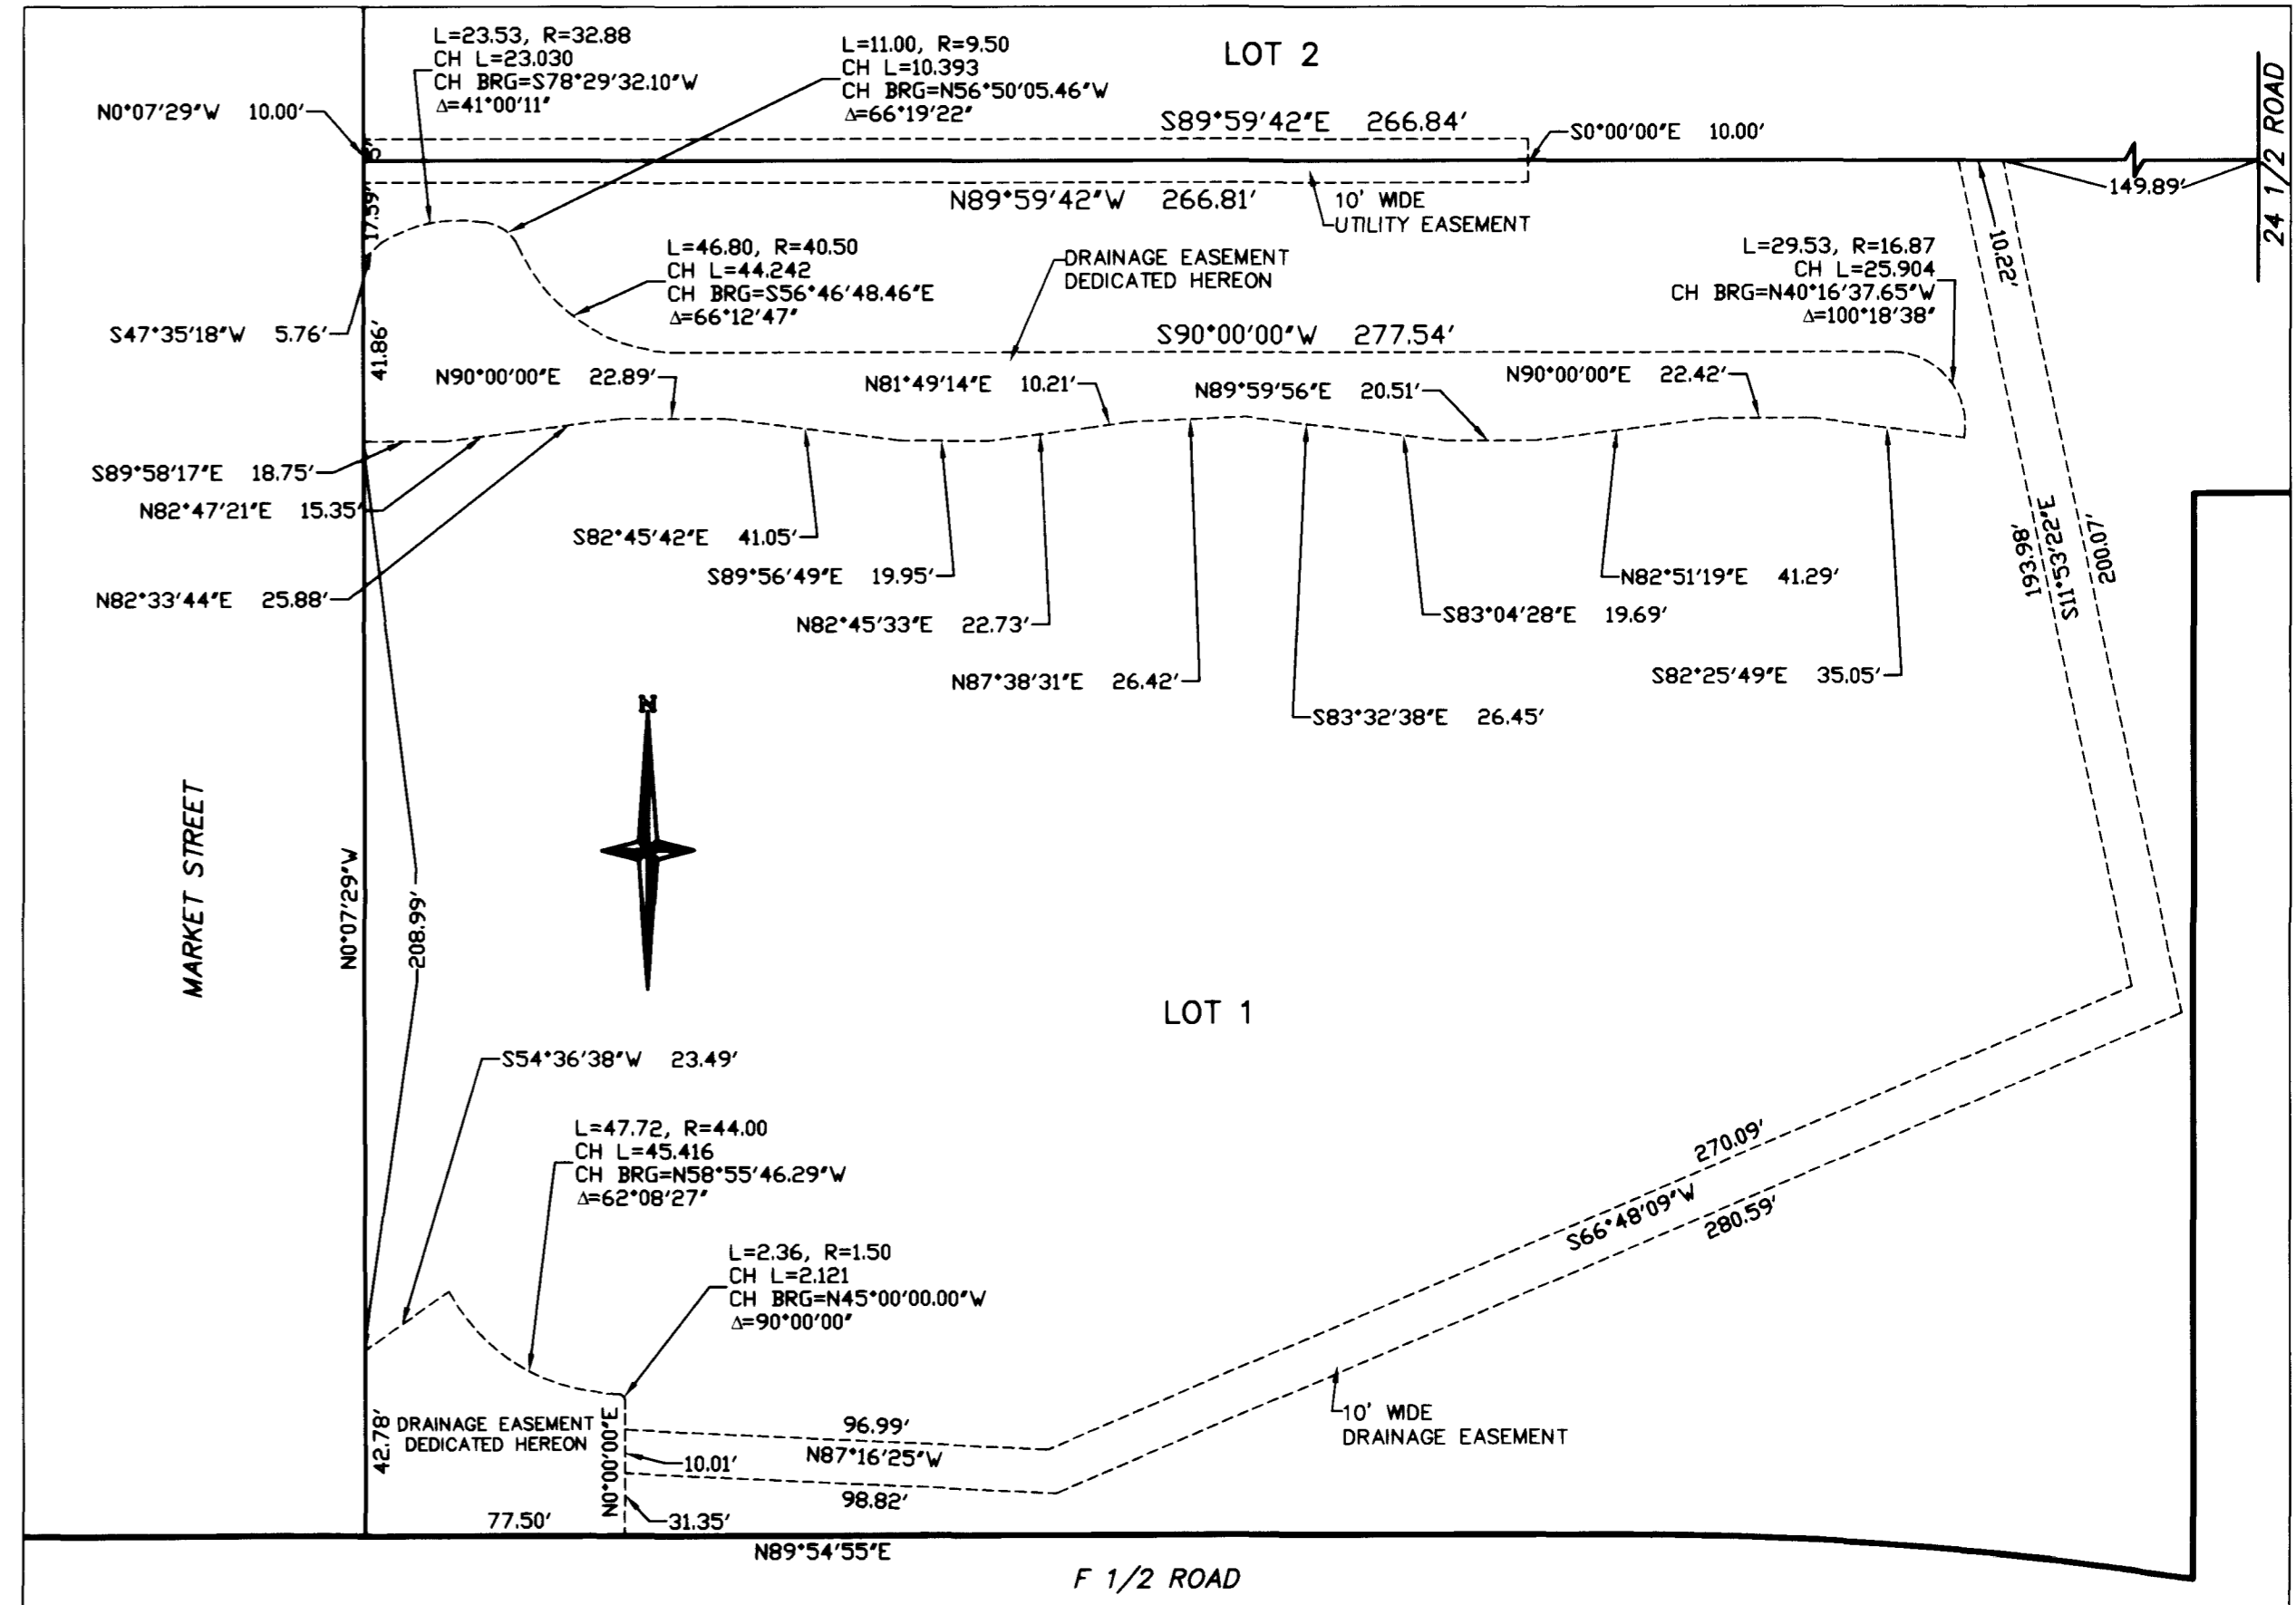 L=23.53, R=32.88
CH L=23.030
CH BRG=S78°29'32.10"W
Δ=41°00'11"
L=11.00, R=9.50
CH L=10.393
CH BRG=N56°50'05.46"W
Δ=66°19'22"
LOT 2
24 1/2 ROAD
N0°07'29"W 10.00'
S89°59'42"E 266.84'
S0°00'00"E 10.00'
5'
149.89'
17.59'
N89°59'42"W 266.81'
10' WIDE
UTILITY EASEMENT
10.22'
L=46.80, R=40.50
CH L=44.242
CH BRG=S56°46'48.46"E
Δ=66°12'47"
DRAINAGE EASEMENT
DEDICATED HEREON
L=29.53, R=16.87
CH L=25.904
CH BRG=N40°16'37.65"W
Δ=100°18'38"
S47°35'18"W 5.76'
41.86'
S90°00'00"W 277.54'
N90°00'00"E 22.89'
N81°49'14"E 10.21'
N89°59'56"E 20.51'
N90°00'00"E 22.42'
S89°58'17"E 18.75'
N82°47'21"E 15.35'
S82°45'42"E 41.05'
S89°56'49"E 19.95'
N82°33'44"E 25.88'
N82°45'33"E 22.73'
N82°51'19"E 41.29'
S83°04'28"E 19.69'
193.98'
S11°53'22"E
200.07'
N87°38'31"E 26.42'
S82°25'49"E 35.05'
S83°32'38"E 26.45'
N
MARKET STREET
N0°07'29"W
208.99'
LOT 1
S54°36'38"W 23.49'
L=47.72, R=44.00
CH L=45.416
CH BRG=N58°55'46.29"W
Δ=62°08'27"
270.09'
S66°48'09"W
280.59'
L=2.36, R=1.50
CH L=2.121
CH BRG=N45°00'00.00"W
Δ=90°00'00"
42.78'
DRAINAGE EASEMENT
DEDICATED HEREON
N0°00'00"E
96.99'
N87°16'25"W
10.01'
98.82'
10' WIDE
DRAINAGE EASEMENT
77.50'
31.35'
N89°54'55"E
F 1/2 ROAD